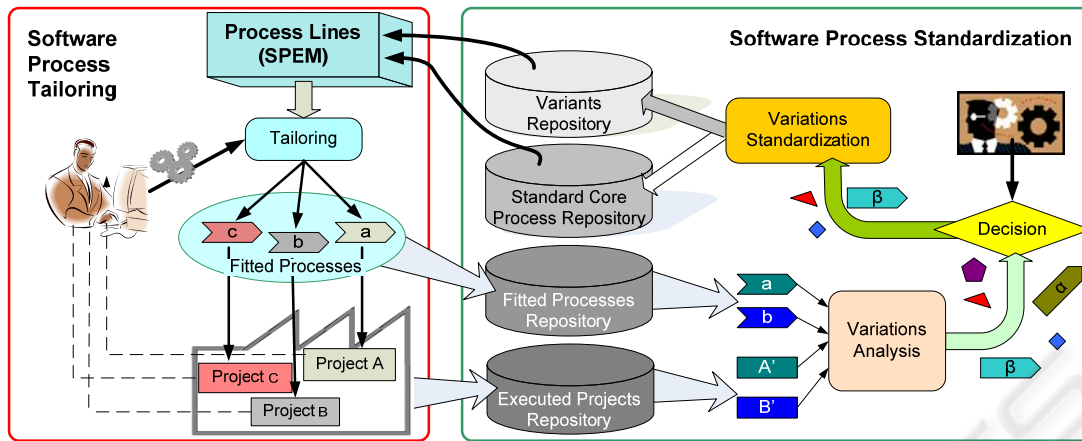 Software
Process
Tailoring
Process Lines
(SPEM)
Tailoring
c
b
a
Fitted Processes
Project A
Project C
Project B
Software Process Standardization
Variants
Repository
Standard Core
Process Repository
Fitted Processes
Repository
Executed Projects
Repository
Variations
Standardization
β
Decision
α
a
b
A’
B’
Variations
Analysis
β